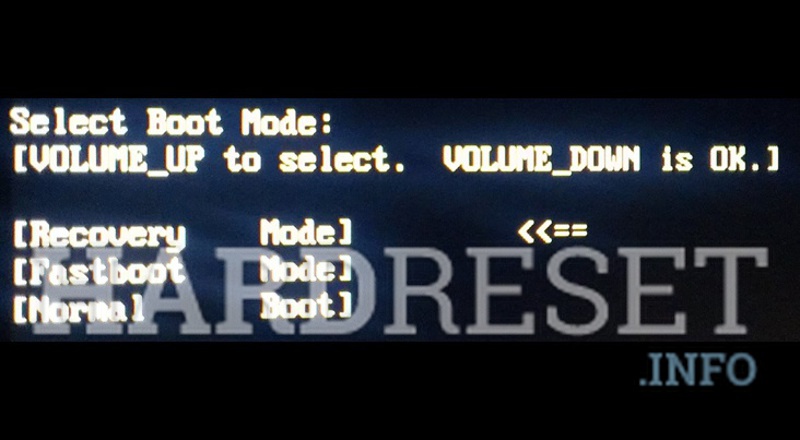 Select Boot Mode:
[VOLUME_UP to select.  VOLUME_DOWN is OK.]
[Recovery    Mode]         <<==
[Fastboot    Mode]
[Normal      Boot]
HARDRESET
.INFO